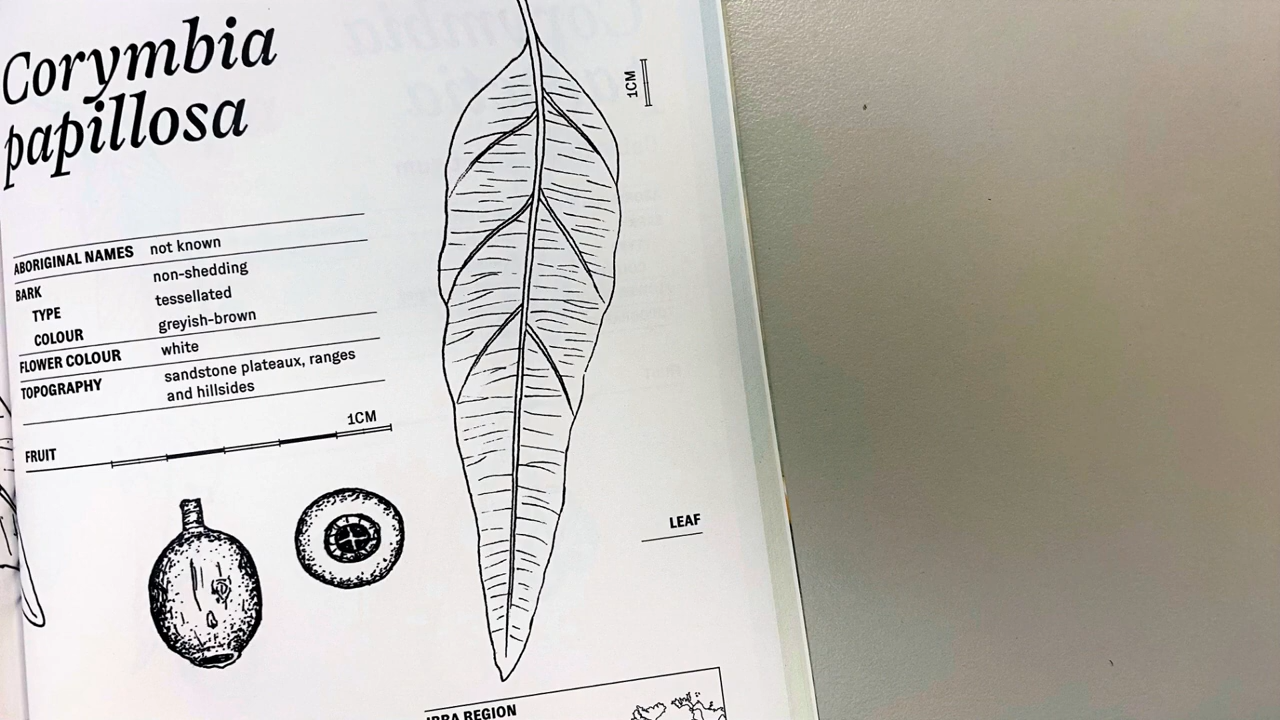 Corymbia
papillosa
1CM
ABORIGINAL NAMES not known
BARK non-shedding
TYPE tessellated
COLOUR greyish-brown
FLOWER COLOUR white
TOPOGRAPHY sandstone plateaux, ranges
and hillsides
1CM
FRUIT
LEAF
IBRA REGION